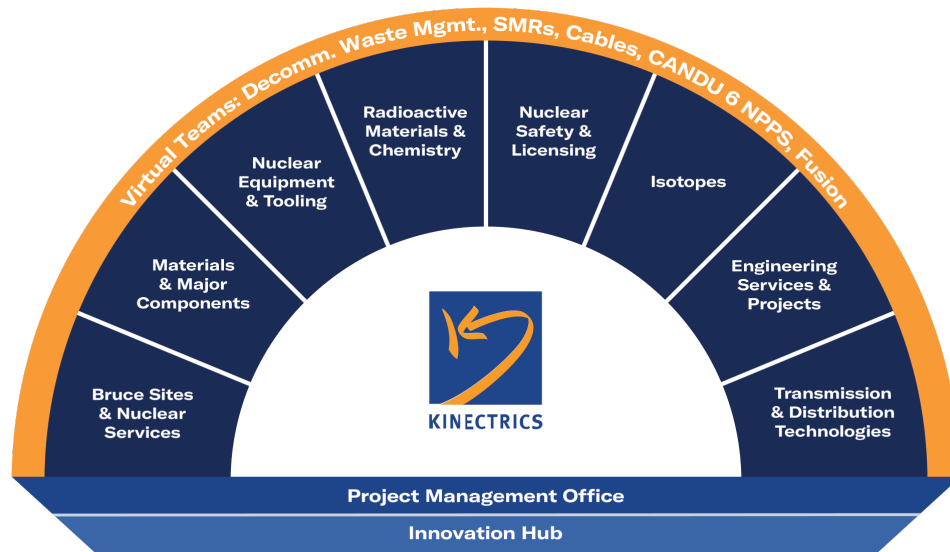 Virtual Teams: Decomm. Waste Mgmt., SMRs, Cables, CANDU 6 NPPS, Fusion
Bruce Sites
& Nuclear
Services
Materials
& Major
Components
Nuclear
Equipment
& Tooling
Radioactive
Materials &
Chemistry
Nuclear
Safety &
Licensing
Isotopes
Engineering
Services &
Projects
Transmission
& Distribution
Technologies
KINECTRICS
Project Management Office
Innovation Hub